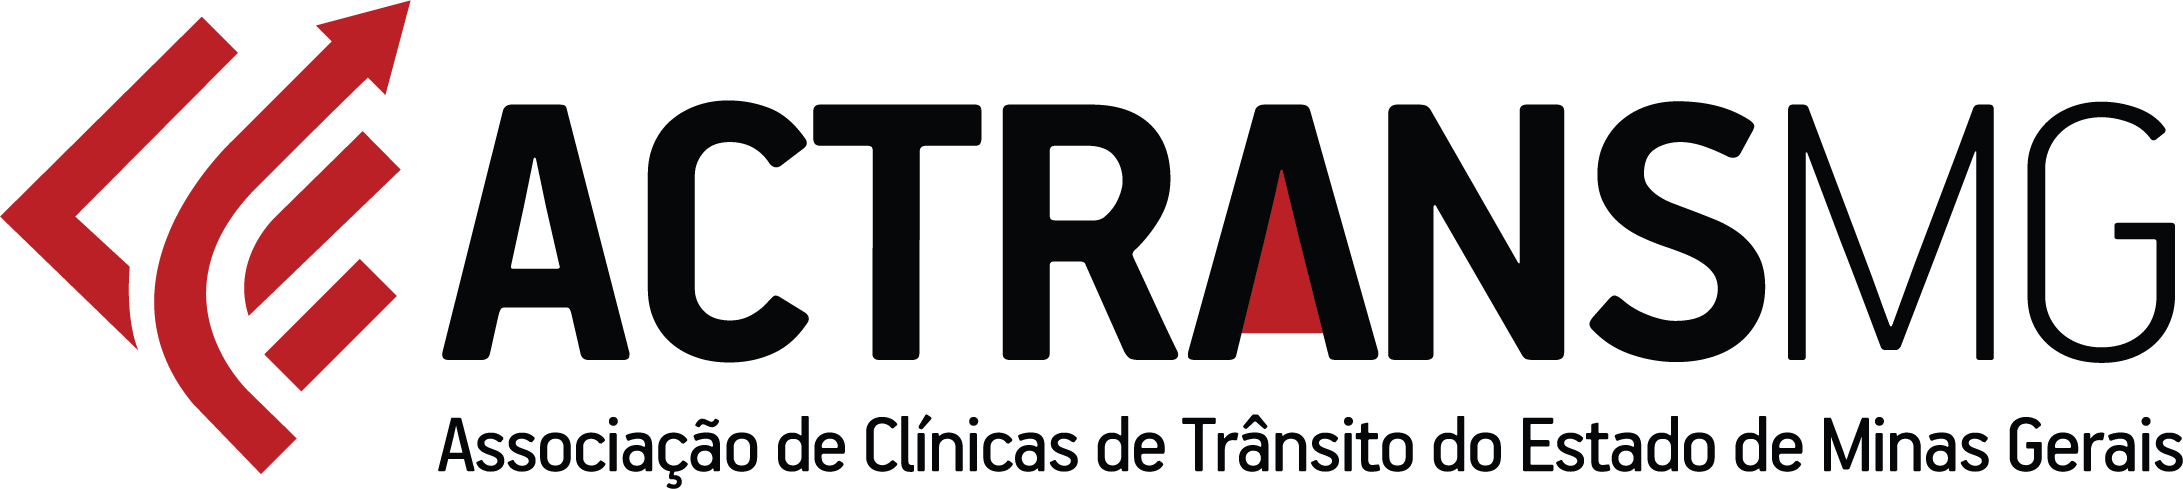 ACTRANSMG
Associação de Clínicas de Trânsito do Estado de Minas Gerais